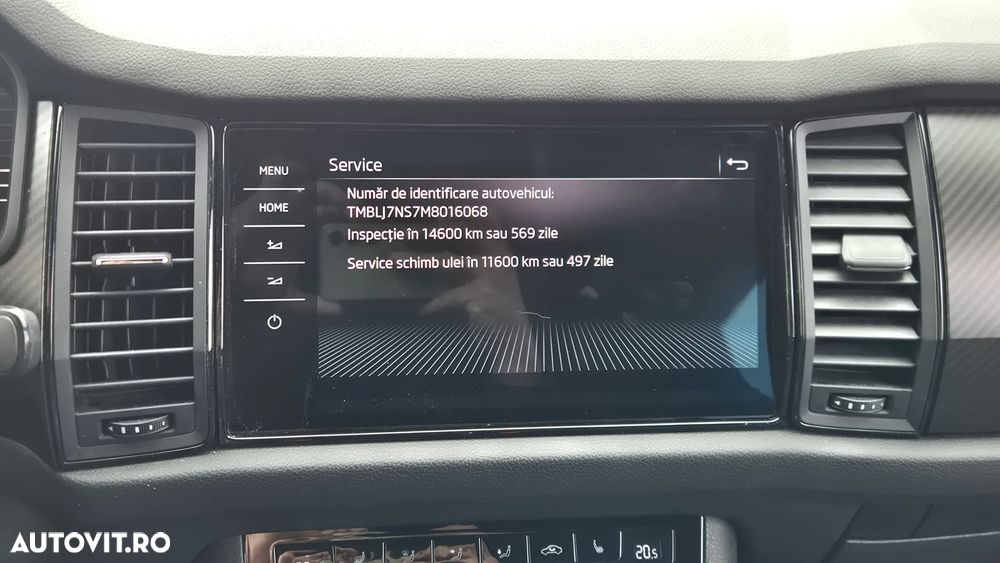 MENU
HOME
Service
Număr de identificare autovehicul:
TMBLJ7NS7M8016068
Inspecție în 14600 km sau 569 zile
Service schimb ulei în 11600 km sau 497 zile
20.5
AUTOVIT.RO